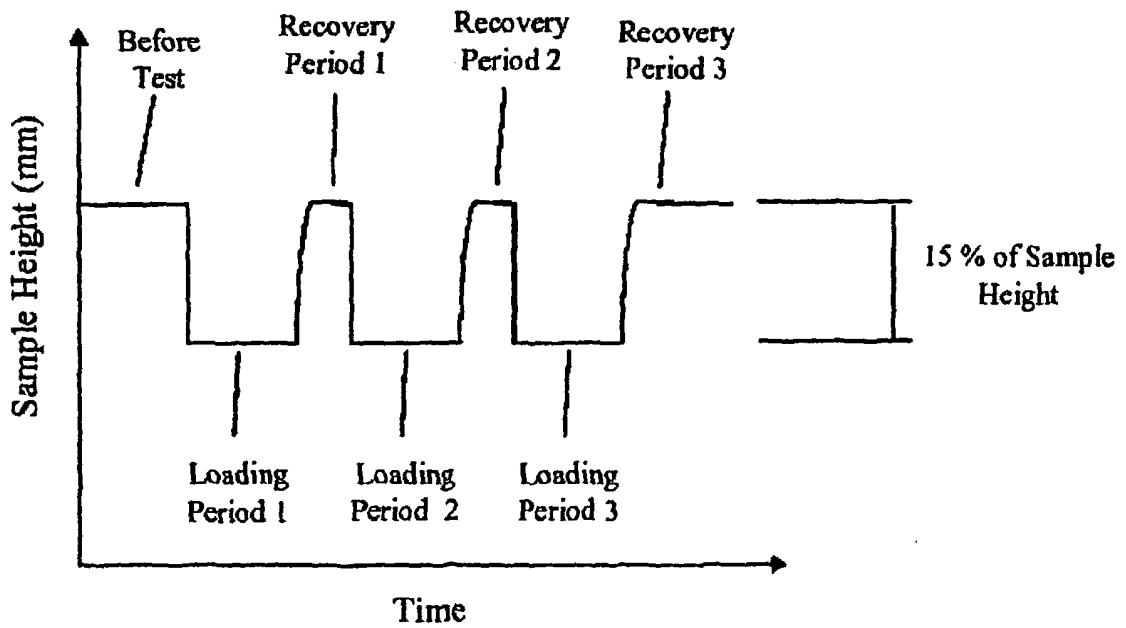 Before
Test
Recovery
Period 1
Recovery
Period 2
Recovery
Period 3
Sample Height (mm)
15 % of Sample
Height
Loading
Period 1
Loading
Period 2
Loading
Period 3
Time